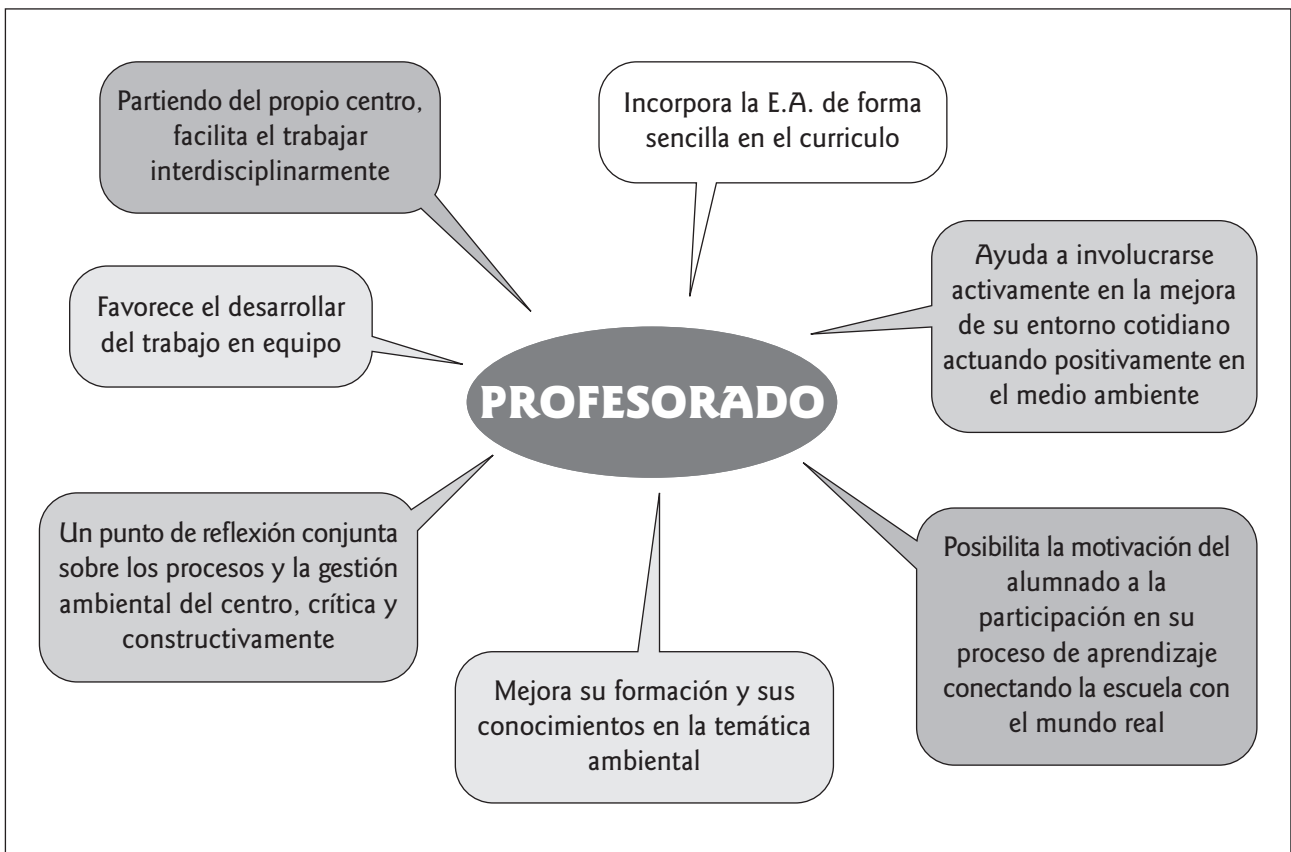 Partiendo del propio centro,
facilita el trabajar
interdisciplinarmente
Incorpora la E.A. de forma
sencilla en el curriculo
Favorece el desarrollar
del trabajo en equipo
Ayuda a involucrarse
activamente en la mejora
de su entorno cotidiano
actuando positivamente en
el medio ambiente
PROFESORADO
Un punto de reflexión conjunta
sobre los procesos y la gestión
ambiental del centro, crítica y
constructivamente
Mejora su formación y sus
conocimientos en la temática
ambiental
Posibilita la motivación del
alumnado a la
participación en su
proceso de aprendizaje
conectando la escuela con
el mundo real